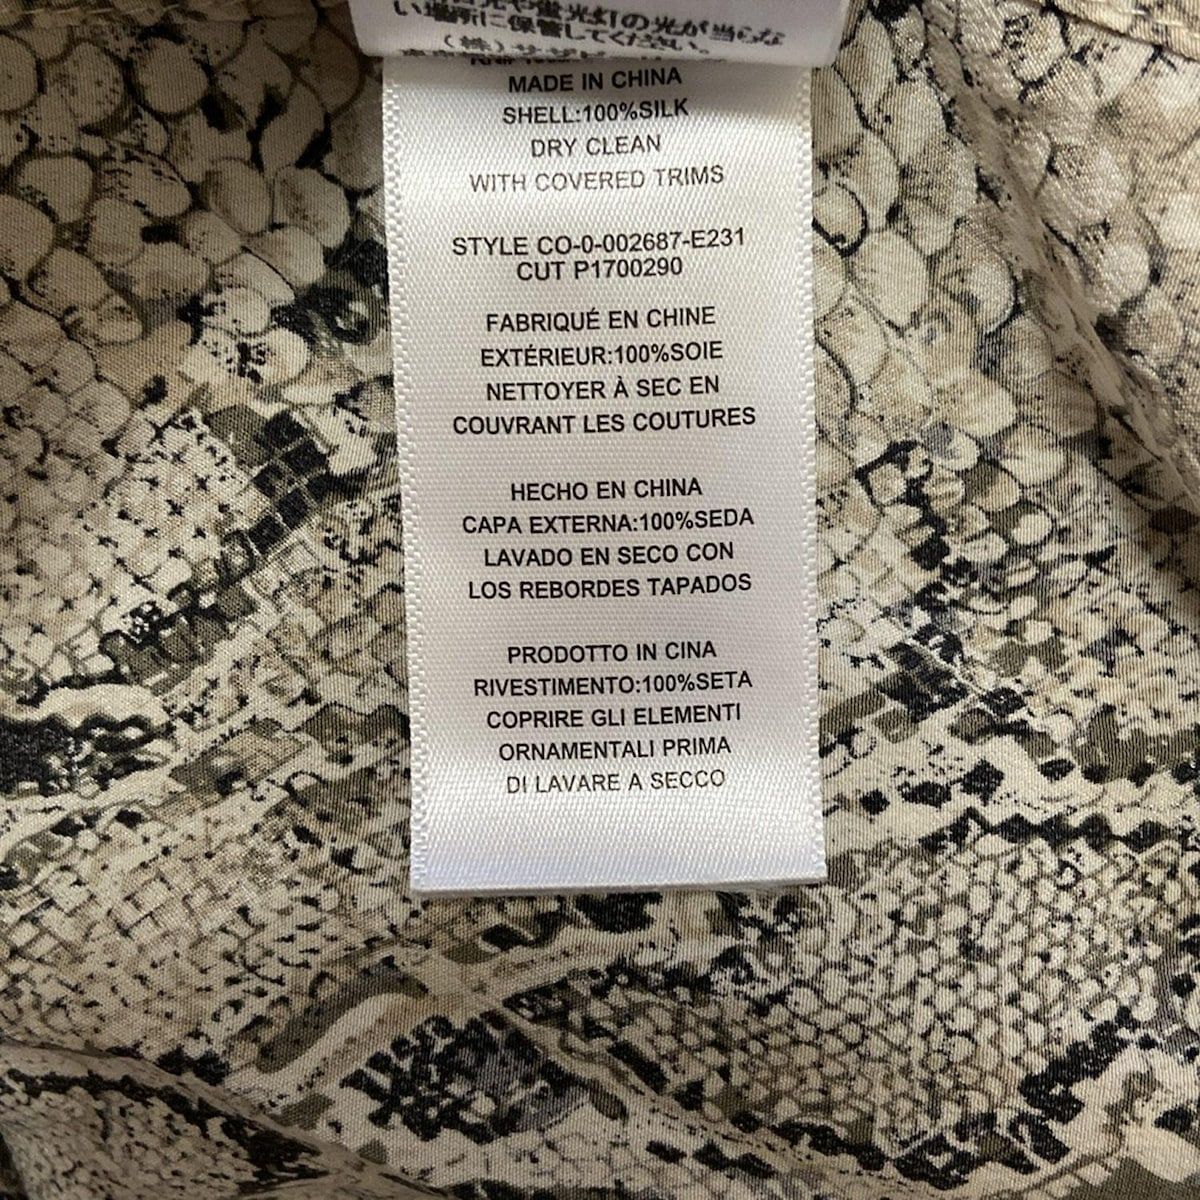 い場所に保管してください。
MADE IN CHINA
SHELL:100%SILK
DRY CLEAN
WITH COVERED TRIMS
STYLE CO-0-002687-E231
CUT P1700290
FABRIQUÉ EN CHINE
EXTÉRIEUR:100%SOIE
NETTOYER À SEC EN
COUVRANT LES COUTURES
HECHO EN CHINA
CAPA EXTERNA:100%SEDA
LAVADO EN SECO CON
LOS REBORDES TAPADOS
PRODOTTO IN CINA
RIVESTIMENTO:100%SETA
COPRIRE GLI ELEMENTI
ORNAMENTALI PRIMA
DI LAVARE A SECCO